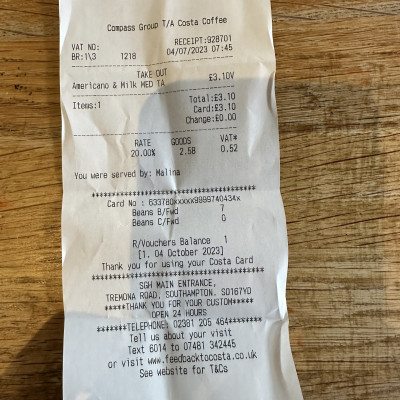 Compass Group T/A Costa Coffee
VAT NO: RECEIPT:928701
BR:1\3 1218 04/07/2023 07:45
TAKE OUT
Americano & Milk MED TA £3.10V
Items:1 Total:£3.10
Card:£3.10
Change:£0.00
RATE GOODS VAT*
20.00% 2.58 0.52
You were served by: Malina
Card No : 633780xxxxx9999740434x
Beans B/Fwd 7
Beans C/Fwd 0
R/Vouchers Balance 1
[1. 04 October 2023]
Thank you for using your Costa Card
SGH MAIN ENTRANCE,
TREMONA ROAD, SOUTHAMPTON. SO167YD
*****THANK YOU FOR YOUR CUSTOM*****
OPEN 24 HOURS
*******TELEPHONE: 02381 205 464*******
Tell us about your visit
Text 6014 to 07481 342445
or visit www.feedbacktocosta.co.uk
See website for T&Cs